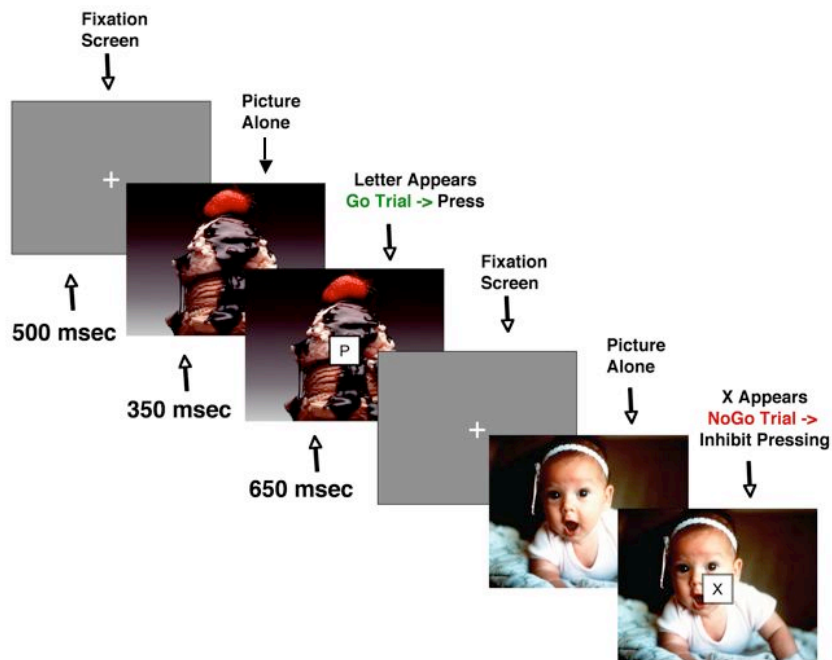 Fixation
Screen
Picture
Alone
Letter Appears
Go Trial -> Press
P
500 msec
350 msec
650 msec
Fixation
Screen
Picture
Alone
X Appears
NoGo Trial ->
Inhibit Pressing
X